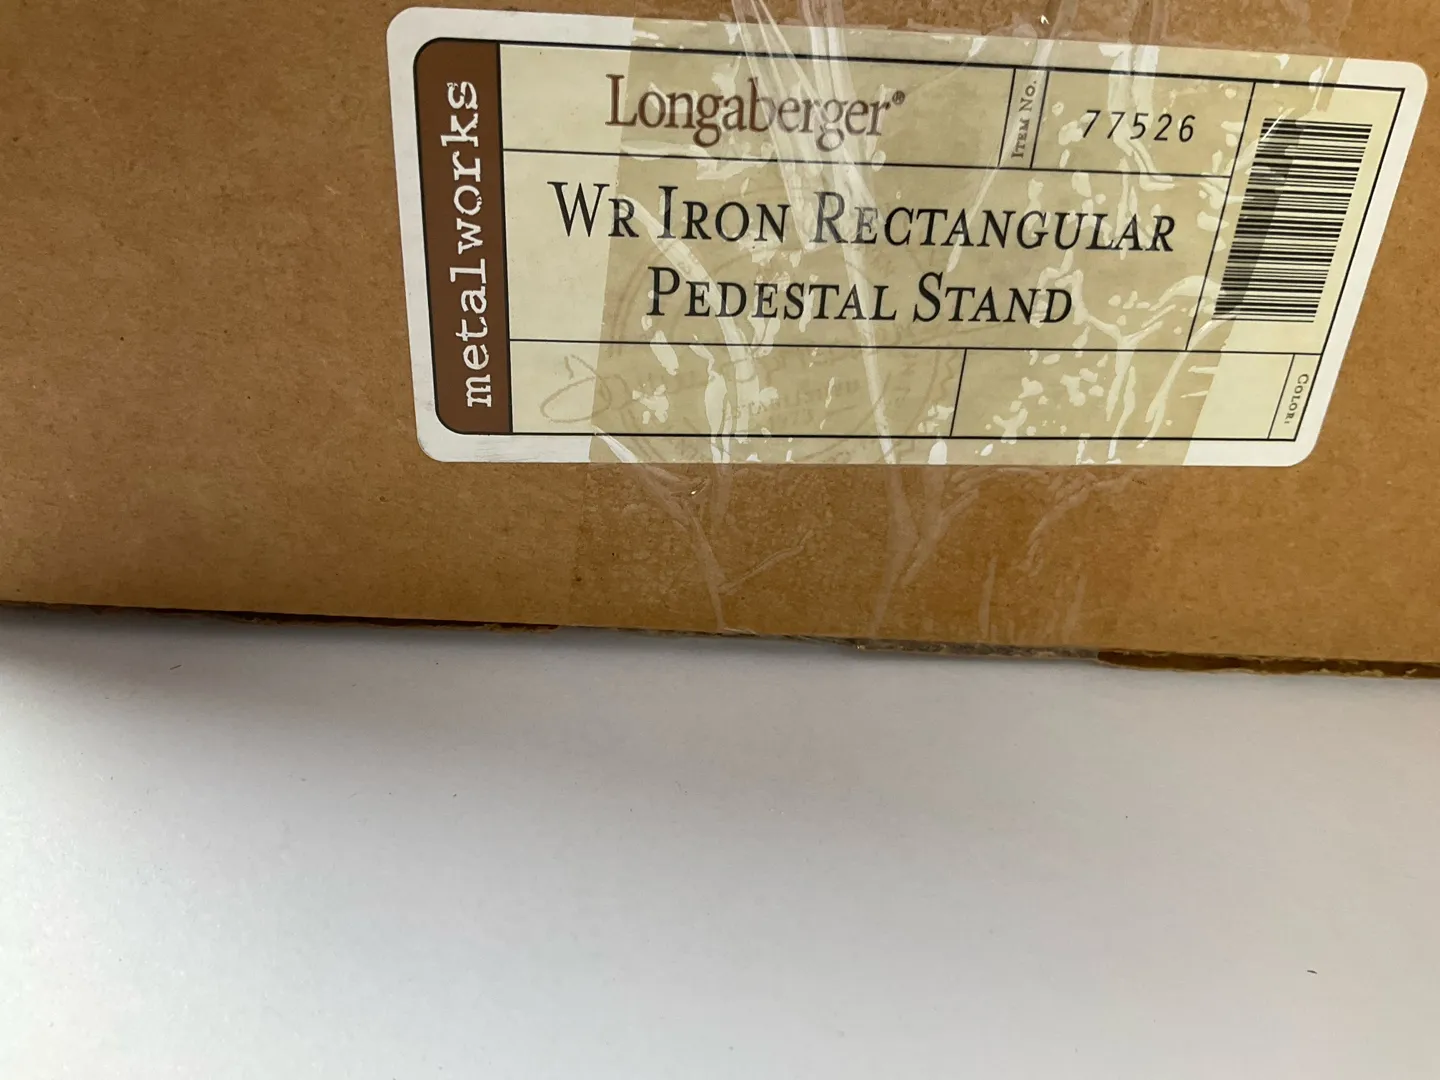 metalworks
Longaberger®
ITEM NO.
77526
WR IRON RECTANGULAR
PEDESTAL STAND
COLOR: